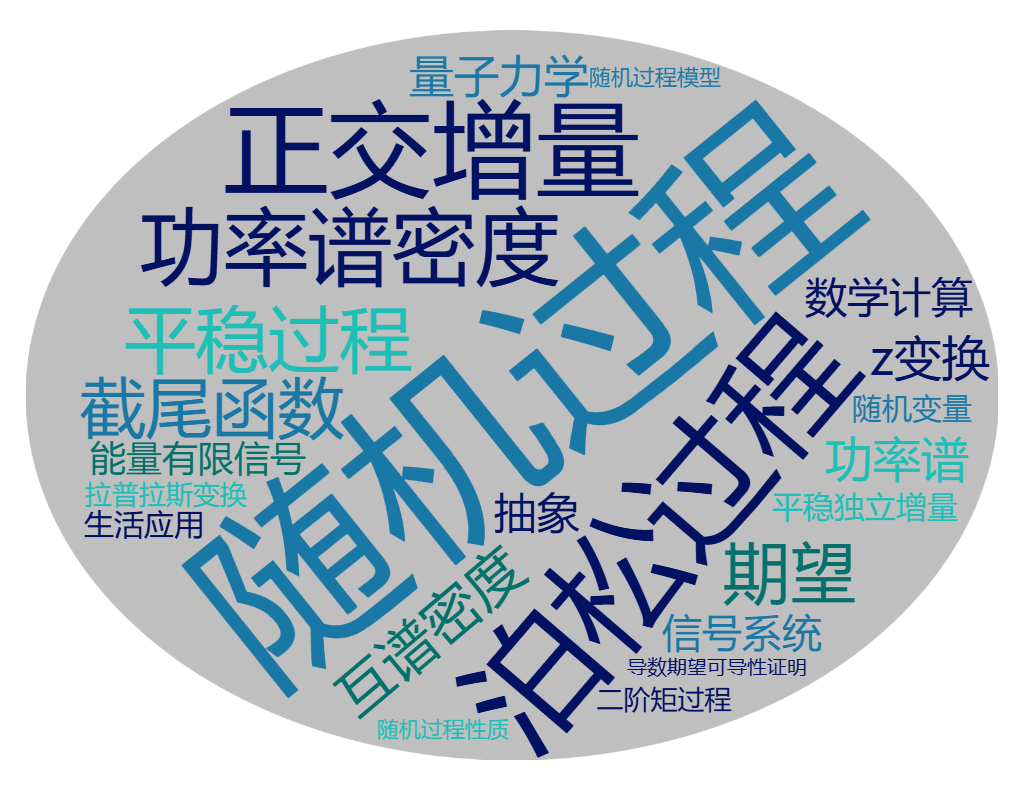 量子力学
随机过程模型
正交增量
功率谱密度
随机过程
平稳过程
数学计算
z变换
截尾函数
随机变量
能量有限信号
功率谱
拉普拉斯变换
平稳独立增量
生活应用
抽象
泊松过程
期望
互谱密度
信号系统
导数期望可导性证明
二阶矩过程
随机过程性质